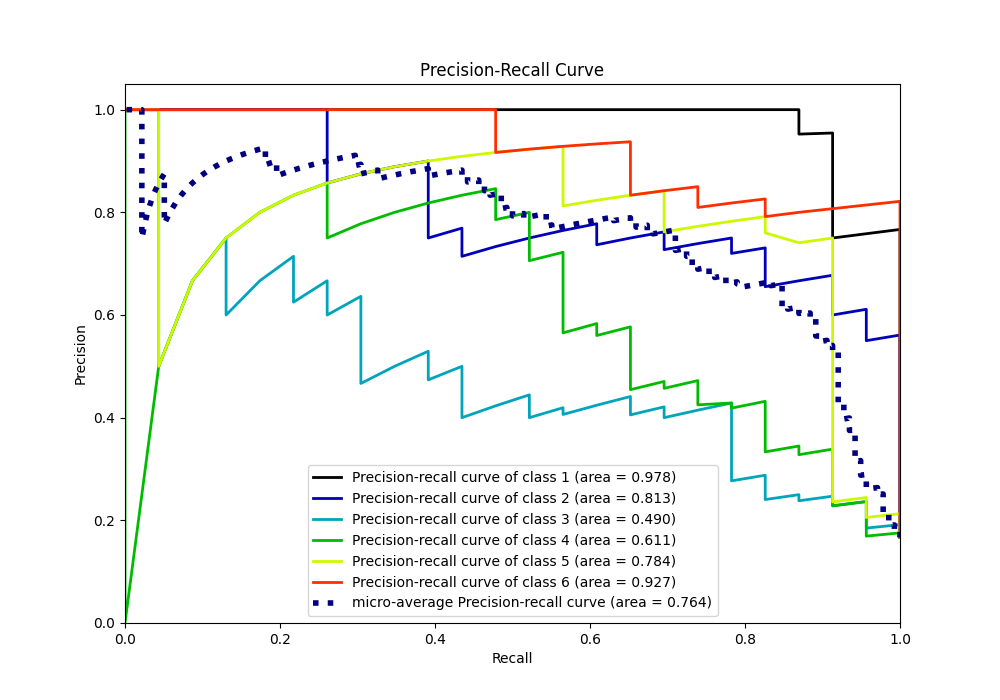 Precision-Recall Curve
1.0
0.8
0.6
0.4
0.2
0.0
Precision
Precision-recall curve of class 1 (area = 0.978)
Precision-recall curve of class 2 (area = 0.813)
Precision-recall curve of class 3 (area = 0.490)
Precision-recall curve of class 4 (area = 0.611)
Precision-recall curve of class 5 (area = 0.784)
Precision-recall curve of class 6 (area = 0.927)
micro-average Precision-recall curve (area = 0.764)
0.0 0.2 0.4 0.6 0.8 1.0
Recall